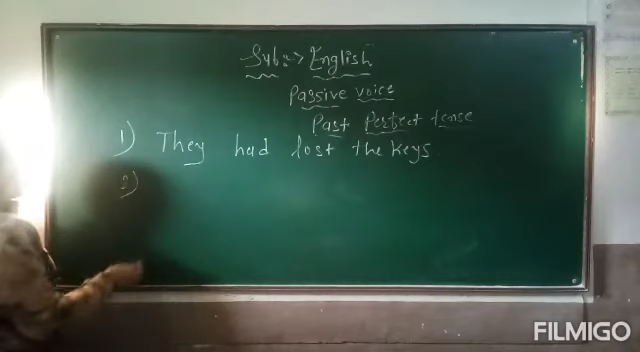 Sub:-> English
Passive voice
Past Perfect tense
1) They had lost the keys
2)
FILMIGO